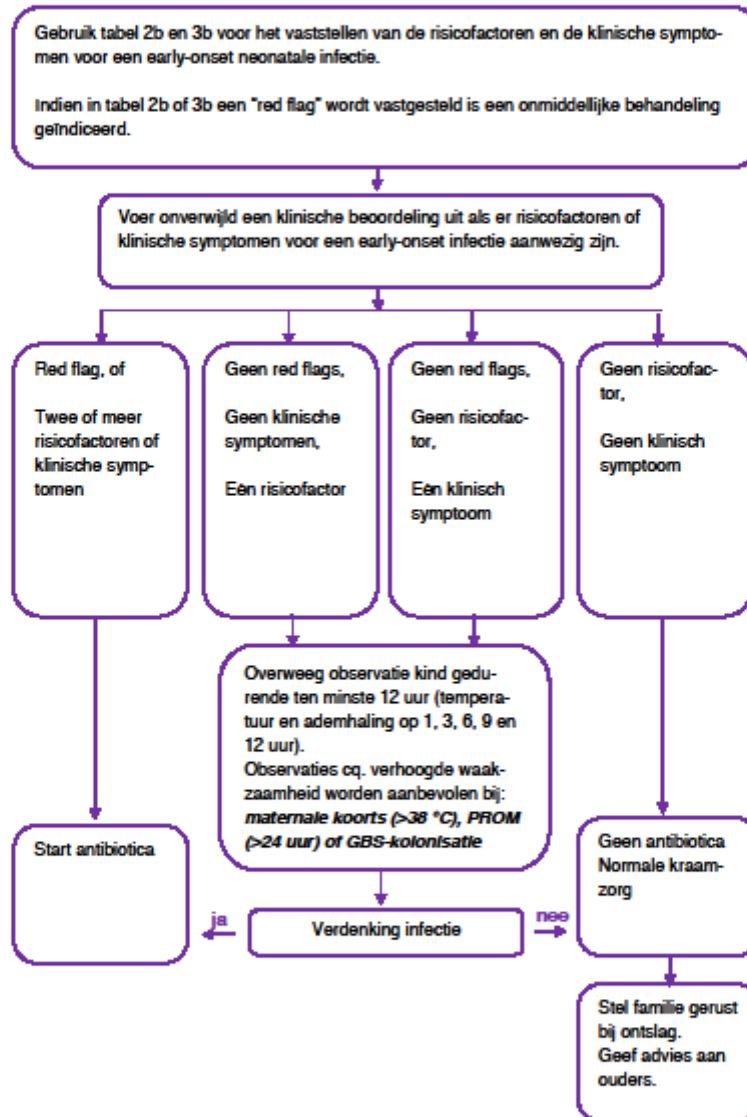 Gebruik tabel 2b en 3b voor het vaststellen van de risicofactoren en de klinische sympto-
men voor een early-onset neonatale infectie.
Indien in tabel 2b of 3b een "red flag" wordt vastgesteld is een onmiddellijke behandeling
geïndiceerd.
Voer onverwijld een klinische beoordeling uit als er risicofactoren of
klinische symptomen voor een early-onset infectie aanwezig zijn.
Red flag, of
Twee of meer
risicofactoren of
klinische symp-
tomen
Geen red flags,
Geen klinische
symptomen,
Eén risicofactor
Geen red flags,
Geen risicofac-
tor,
Eén klinisch
symptoom
Geen risicofac-
tor,
Geen klinisch
symptoom
Overweeg observatie kind gedu-
rende ten minste 12 uur (tempera-
tuur en ademhaling op 1, 3, 6, 9 en
12 uur).
Observaties cq. verhoogde waak-
zaamheid worden aanbevolen bij:
maternale koorts (>38 °C), PROM
(>24 uur) of GBS-kolonisatie
Start antibiotica
Geen antibiotica
Normale kraam-
zorg
ja
Verdenking infectie
nee
Stel familie gerust
bij ontslag.
Geef advies aan
ouders.